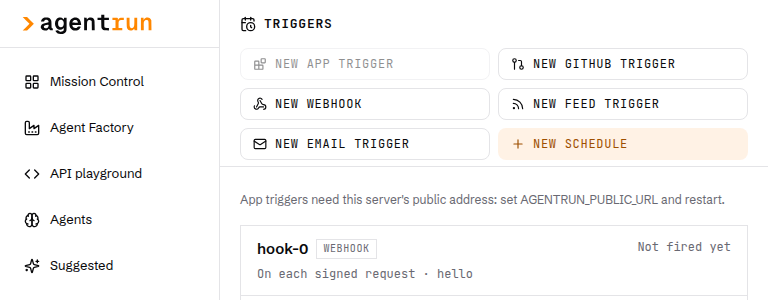 agentrun
Mission Control
Agent Factory
API playground
Agents
Suggested
TRIGGERS
NEW APP TRIGGER
NEW GITHUB TRIGGER
NEW WEBHOOK
NEW FEED TRIGGER
NEW EMAIL TRIGGER
NEW SCHEDULE
App triggers need this server's public address: set AGENTRUN_PUBLIC_URL and restart.
hook-0 WEBHOOK Not fired yet
On each signed request · hello